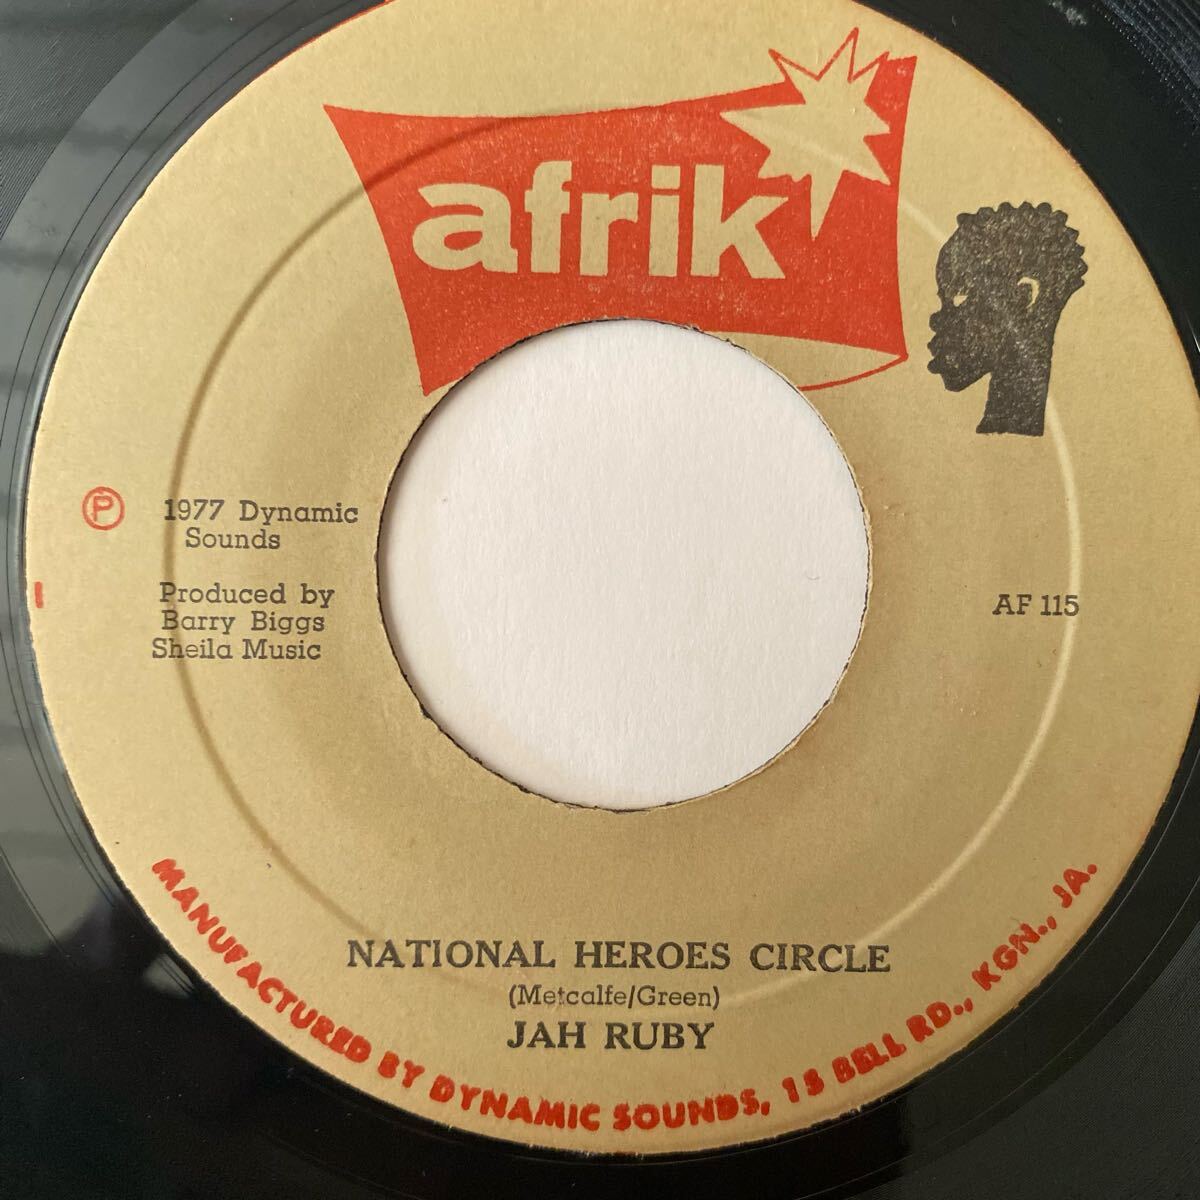 afrik
Ⓟ 1977 Dynamic
Sounds
Produced by
Barry Biggs
Sheila Music
AF 115
NATIONAL HEROES CIRCLE
(Metcalfe/Green)
JAH RUBY
MANUFACTURED BY DYNAMIC SOUNDS, 15 BELL RD., KGN., JA.